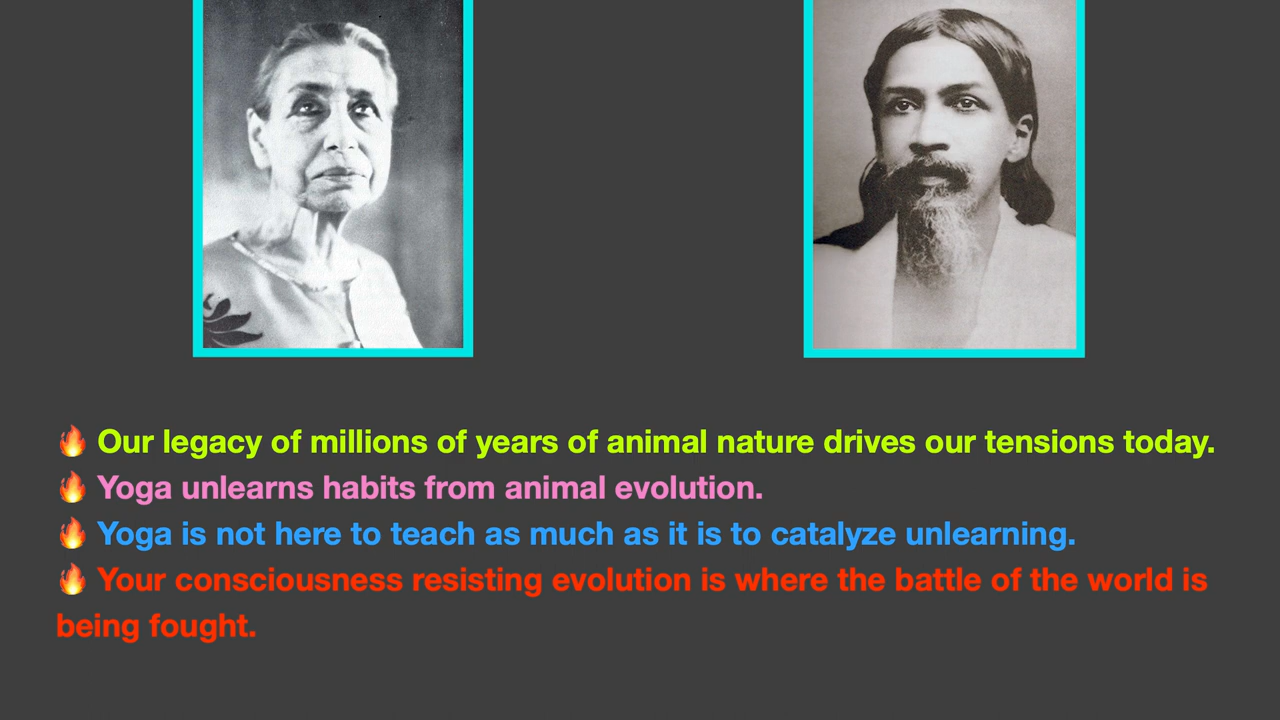 🔥 Our legacy of millions of years of animal nature drives our tensions today.
🔥 Yoga unlearns habits from animal evolution.
🔥 Yoga is not here to teach as much as it is to catalyze unlearning.
🔥 Your consciousness resisting evolution is where the battle of the world is
being fought.